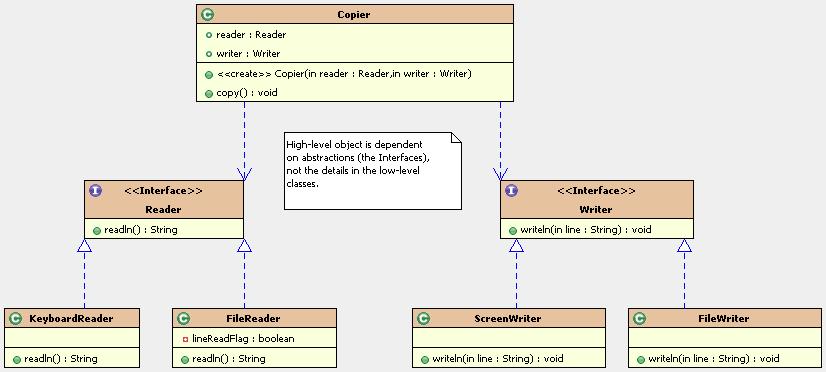 Copier
reader : Reader
writer : Writer
<<create>> Copier(in reader : Reader,in writer : Writer)
copy() : void
High-level object is dependent
on abstractions (the Interfaces),
not the details in the low-level
classes.
I <<Interface>>
Reader
readln() : String
I <<Interface>>
Writer
writeln(in line : String) : void
C KeyboardReader
readln() : String
C FileReader
lineReadFlag : boolean
readln() : String
C ScreenWriter
writeln(in line : String) : void
C FileWriter
writeln(in line : String) : void